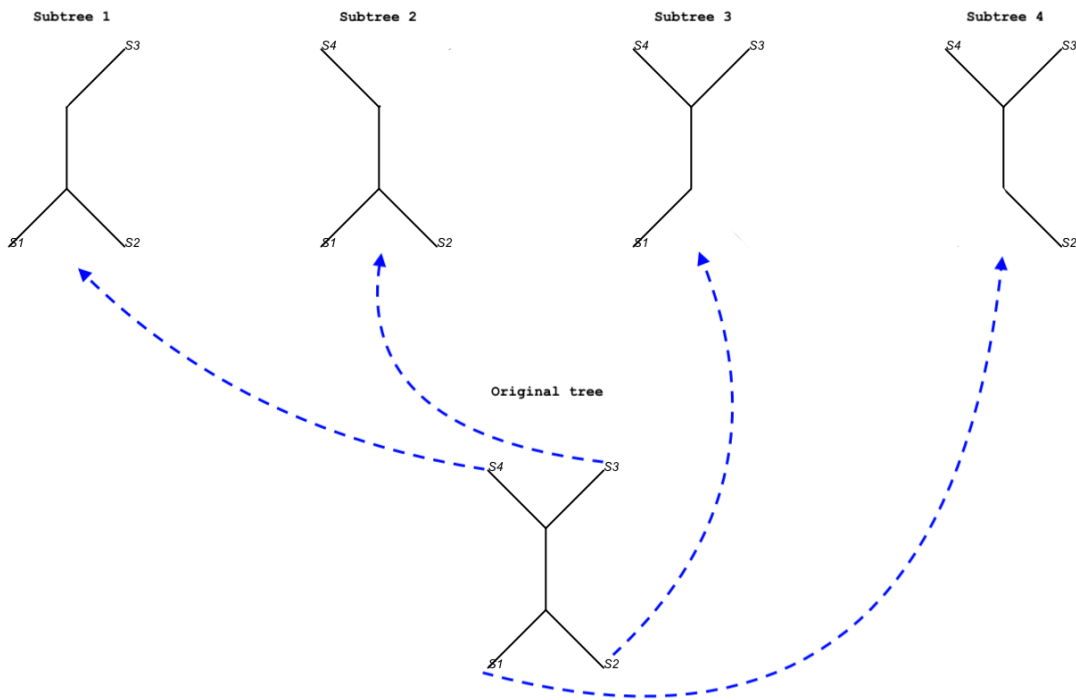 Subtree 1 Subtree 2 Subtree 3 Subtree 4
S3 S4 S4 S3 S4 S3
S1 S2 S1 S2 S1 S2
Original tree
S4 S3
S1 S2